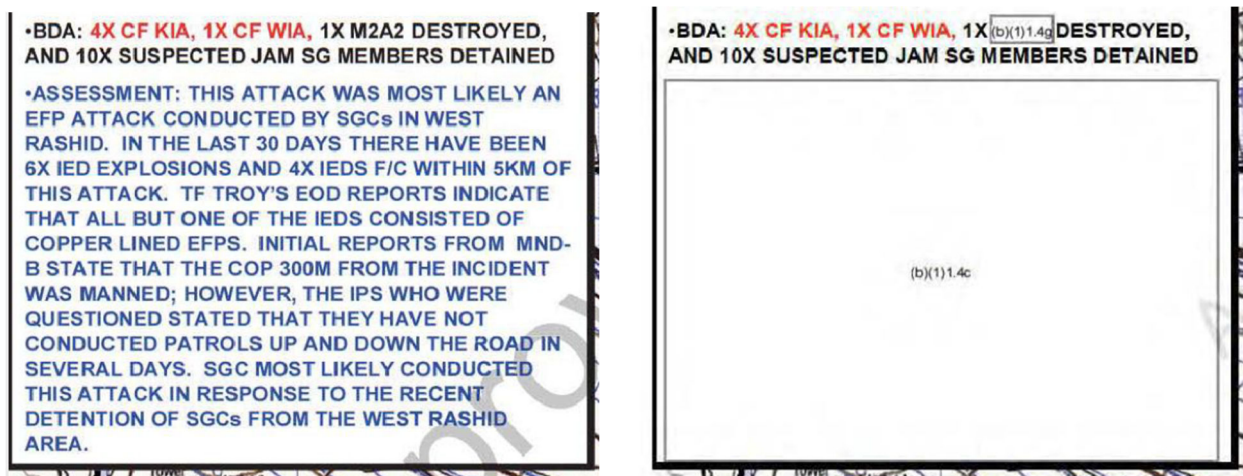 •BDA: 4X CF KIA, 1X CF WIA, 1X M2A2 DESTROYED,
AND 10X SUSPECTED JAM SG MEMBERS DETAINED
•ASSESSMENT: THIS ATTACK WAS MOST LIKELY AN
EFP ATTACK CONDUCTED BY SGCs IN WEST
RASHID. IN THE LAST 30 DAYS THERE HAVE BEEN
6X IED EXPLOSIONS AND 4X IEDS F/C WITHIN 5KM OF
THIS ATTACK. TF TROY'S EOD REPORTS INDICATE
THAT ALL BUT ONE OF THE IEDS CONSISTED OF
COPPER LINED EFPS. INITIAL REPORTS FROM MND-
B STATE THAT THE COP 300M FROM THE INCIDENT
WAS MANNED; HOWEVER, THE IPS WHO WERE
QUESTIONED STATED THAT THEY HAVE NOT
CONDUCTED PATROLS UP AND DOWN THE ROAD IN
SEVERAL DAYS. SGC MOST LIKELY CONDUCTED
THIS ATTACK IN RESPONSE TO THE RECENT
DETENTION OF SGCs FROM THE WEST RASHID
AREA.
•BDA: 4X CF KIA, 1X CF WIA, 1X (b)(1)1.4g DESTROYED,
AND 10X SUSPECTED JAM SG MEMBERS DETAINED
(b)(1)1.4c